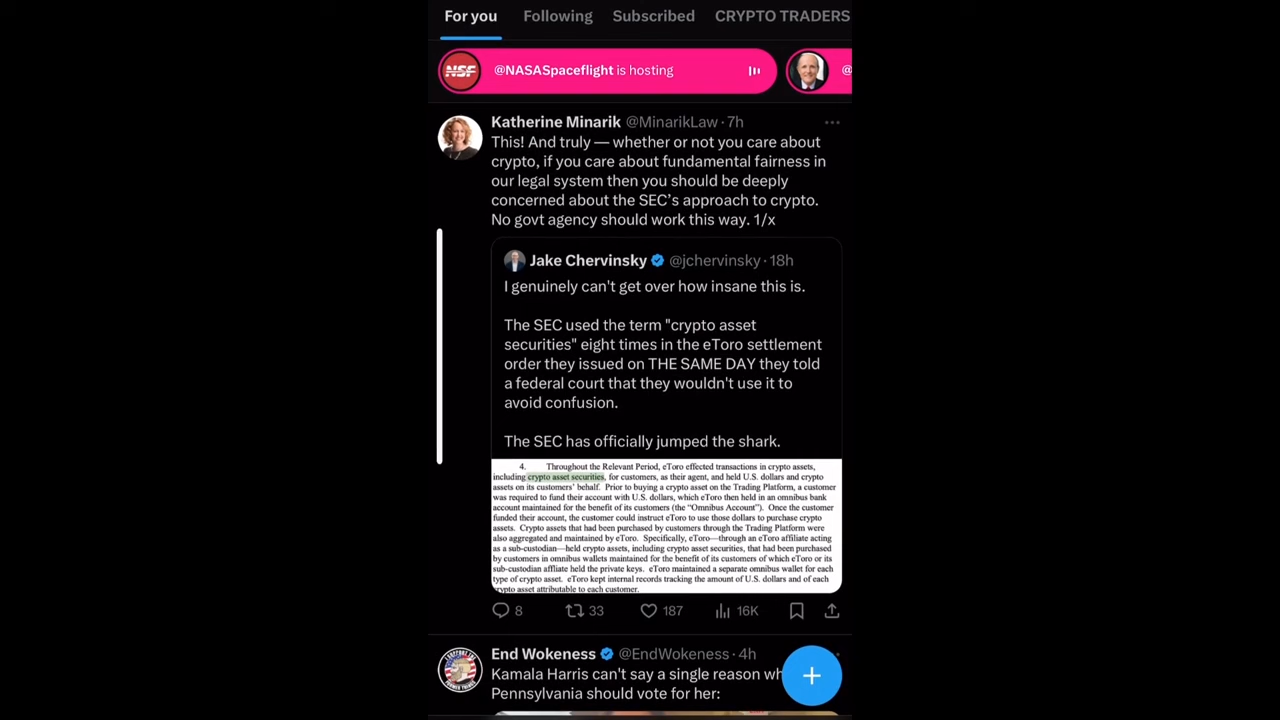 For you Following Subscribed CRYPTO TRADERS
NSF @NASASpaceflight is hosting @
Katherine Minarik @MinarikLaw · 7h
This! And truly — whether or not you care about
crypto, if you care about fundamental fairness in
our legal system then you should be deeply
concerned about the SEC's approach to crypto.
No govt agency should work this way. 1/x
Jake Chervinsky @jchervinsky · 18h
I genuinely can't get over how insane this is.
The SEC used the term "crypto asset
securities" eight times in the eToro settlement
order they issued on THE SAME DAY they told
a federal court that they wouldn't use it to
avoid confusion.
The SEC has officially jumped the shark.
4. Throughout the Relevant Period, eToro effected transactions in crypto assets,
including crypto asset securities, for customers, as their agent, and held U.S. dollars and crypto
assets on its customers' behalf. Prior to buying a crypto asset on the Trading Platform, a customer
was required to fund their account with U.S. dollars, which eToro then held in an omnibus bank
account maintained for the benefit of its customers (the "Omnibus Account"). Once the customer
funded their account, the customer could instruct eToro to use those dollars to purchase crypto
assets. Crypto assets that had been purchased by customers through the Trading Platform were
also aggregated and maintained by eToro. Specifically, eToro—through an eToro affiliate acting
as a sub-custodian—held crypto assets, including crypto asset securities, that had been purchased
by customers in omnibus wallets maintained for the benefit of its customers of which eToro or its
sub-custodian affliate held the private keys. eToro maintained a separate omnibus wallet for each
type of crypto asset. eToro kept internal records tracking the amount of U.S. dollars and of each
crypto asset attributable to each customer.
8 33 187 16K
End Wokeness @EndWokeness · 4h
Kamala Harris can't say a single reason wh
Pennsylvania should vote for her: